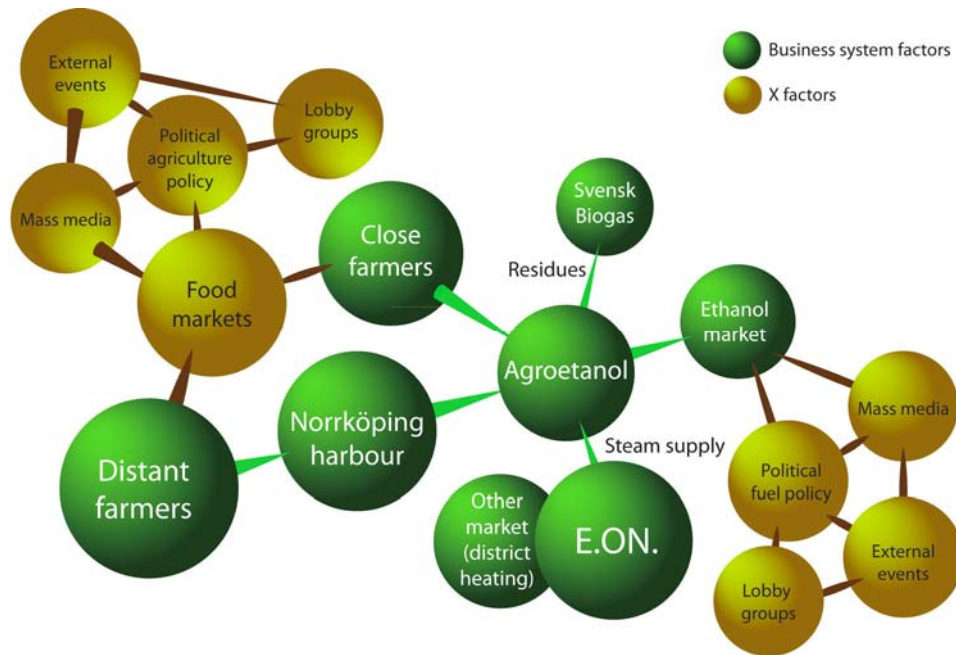 Business system factors
X factors
External
events
Lobby
groups
Political
agriculture
policy
Mass media
Close
farmers
Svensk
Biogas
Residues
Food
markets
Ethanol
market
Agroetanol
Mass media
Norrköping
harbour
Steam supply
Distant
farmers
Political
fuel policy
Other
market
(district
heating)
E.ON.
External
events
Lobby
groups